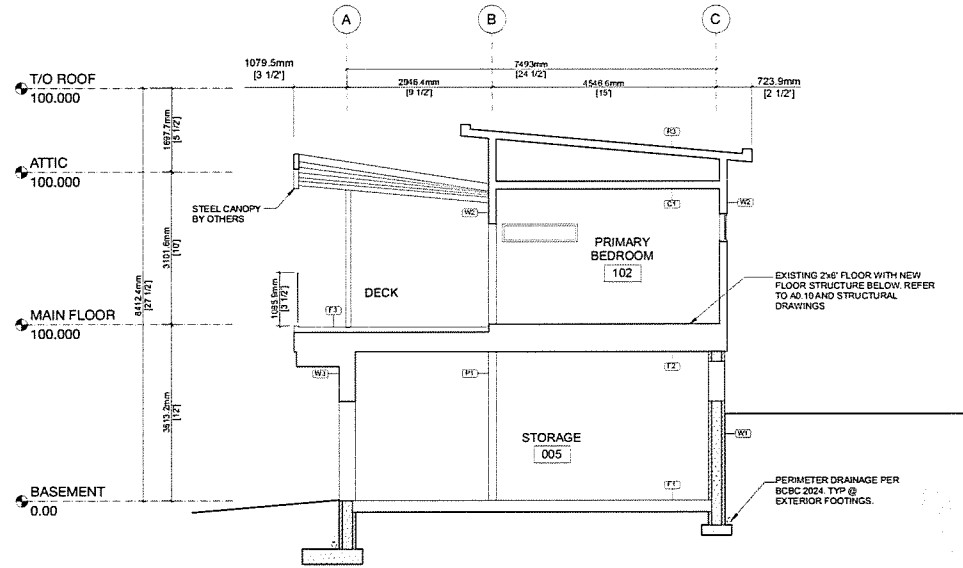 A
B
C
1079.5mm
[3 1/2']
7493mm
[24 1/2']
2946.4mm
[9 1/2']
4546.6mm
[15']
723.9mm
[2 1/2']
T/O ROOF
100.000
1697.7mm
[5 1/2']
R3
ATTIC
100.000
STEEL CANOPY
BY OTHERS
W2
C1
W2
PRIMARY
BEDROOM
102
3101.6mm
[10']
8412.4mm
[27 1/2']
1085.9mm
[3 1/2']
DECK
F3
EXISTING 2'x6' FLOOR WITH NEW
FLOOR STRUCTURE BELOW. REFER
TO A0.10 AND STRUCTURAL
DRAWINGS
MAIN FLOOR
100.000
W3
P1
F2
3613.2mm
[12']
STORAGE
005
W1
BASEMENT
0.00
F1
PERIMETER DRAINAGE PER
BCBC 2024. TYP @
EXTERIOR FOOTINGS.